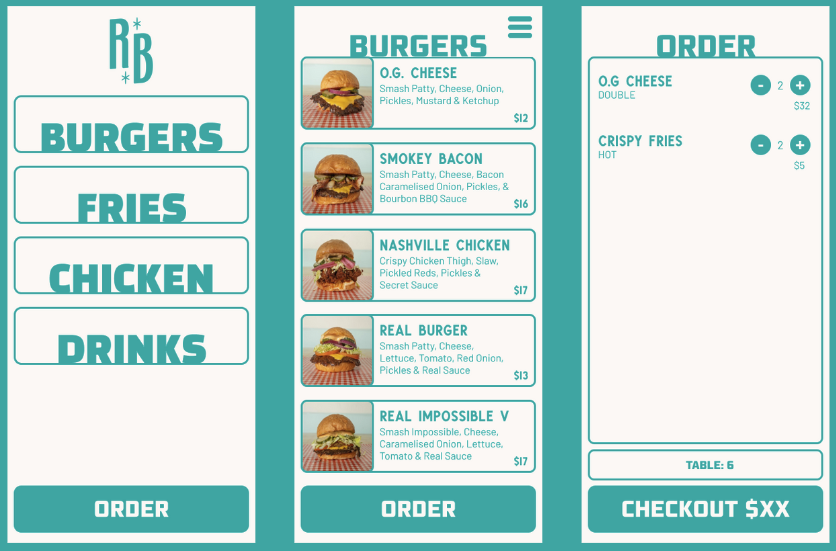 RB
BURGERS
FRIES
CHICKEN
DRINKS
ORDER
BURGERS
O.G. CHEESE
Smash Patty, Cheese, Onion,
Pickles, Mustard & Ketchup
$12
SMOKEY BACON
Smash Patty, Cheese, Bacon
Caramelised Onion, Pickles, &
Bourbon BBQ Sauce
$16
NASHVILLE CHICKEN
Crispy Chicken Thigh, Slaw,
Pickled Reds, Pickles &
Secret Sauce
$17
REAL BURGER
Smash Patty, Cheese,
Lettuce, Tomato, Red Onion,
Pickles & Real Sauce
$13
REAL IMPOSSIBLE V
Smash Impossible, Cheese,
Caramelised Onion, Lettuce,
Tomato & Real Sauce
$17
ORDER
ORDER
O.G CHEESE - 2 +
DOUBLE
$32
CRISPY FRIES - 2 +
HOT
$5
TABLE: 6
CHECKOUT $XX